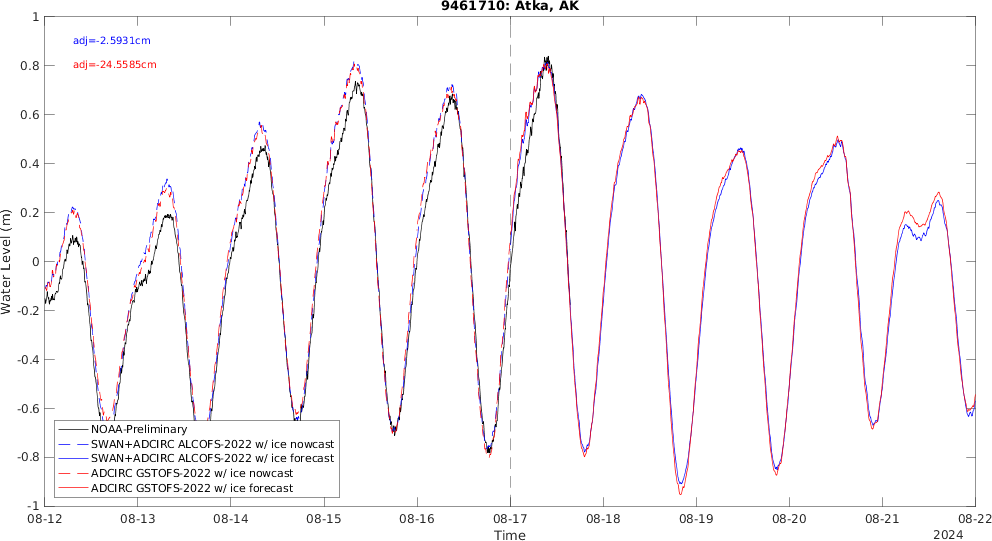 9461710: Atka, AK
adj=-2.5931cm
adj=-24.5585cm
Water Level (m)
1
0.8
0.6
0.4
0.2
0
-0.2
-0.4
-0.6
-0.8
-1
NOAA-Preliminary
SWAN+ADCIRC ALCOFS-2022 w/ ice nowcast
SWAN+ADCIRC ALCOFS-2022 w/ ice forecast
ADCIRC GSTOFS-2022 w/ ice nowcast
ADCIRC GSTOFS-2022 w/ ice forecast
08-12 08-13 08-14 08-15 08-16 08-17 08-18 08-19 08-20 08-21 08-22
Time
2024